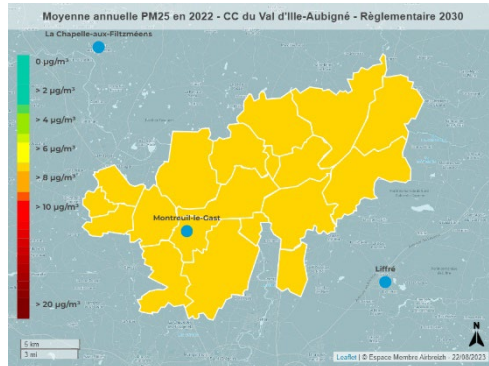 Moyenne annuelle PM25 en 2022 - CC du Val d'Ille-Aubigné - Règlementaire 2030
La Chapelle-aux-Filtzméens
0 µg/m³
> 2 µg/m³
> 4 µg/m³
> 6 µg/m³
> 8 µg/m³
> 10 µg/m³
> 20 µg/m³
Montreuil-le-Gast
Liffré
N
5 km
3 mi
Leaflet | © Espace Membre Airbreizh - 22/08/2023